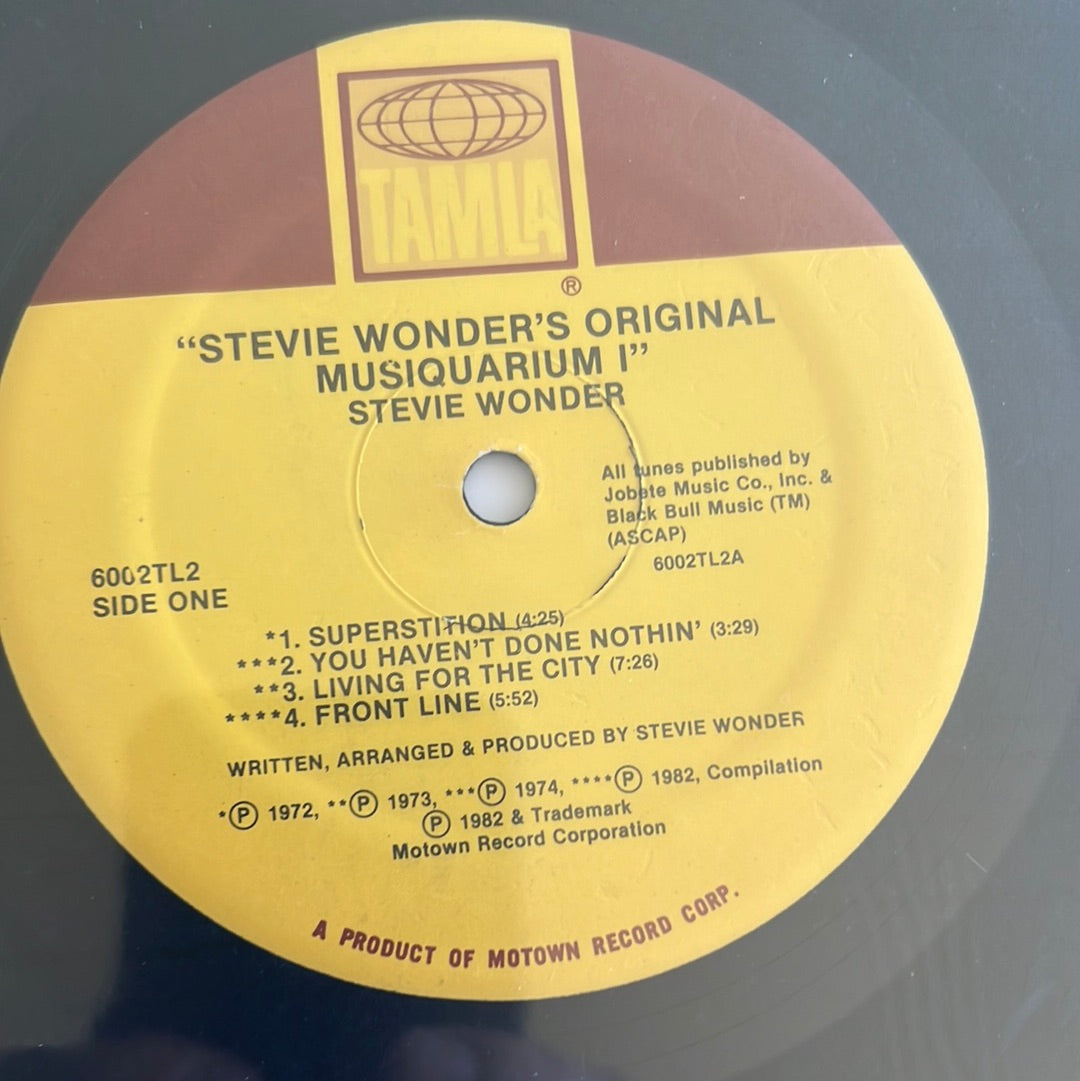 TAMLA
®
“STEVIE WONDER’S ORIGINAL
MUSIQUARIUM I”
STEVIE WONDER
All tunes published by
Jobete Music Co., Inc. &
Black Bull Music (TM)
(ASCAP)
6002TL2A
6002TL2
SIDE ONE
*1. SUPERSTITION (4:25)
***2. YOU HAVEN’T DONE NOTHIN’ (3:29)
**3. LIVING FOR THE CITY (7:26)
****4. FRONT LINE (5:52)
WRITTEN, ARRANGED & PRODUCED BY STEVIE WONDER
*Ⓟ 1972, **Ⓟ 1973, ***Ⓟ 1974, ****Ⓟ 1982, Compilation
Ⓟ 1982 & Trademark
Motown Record Corporation
A PRODUCT OF MOTOWN RECORD CORP.